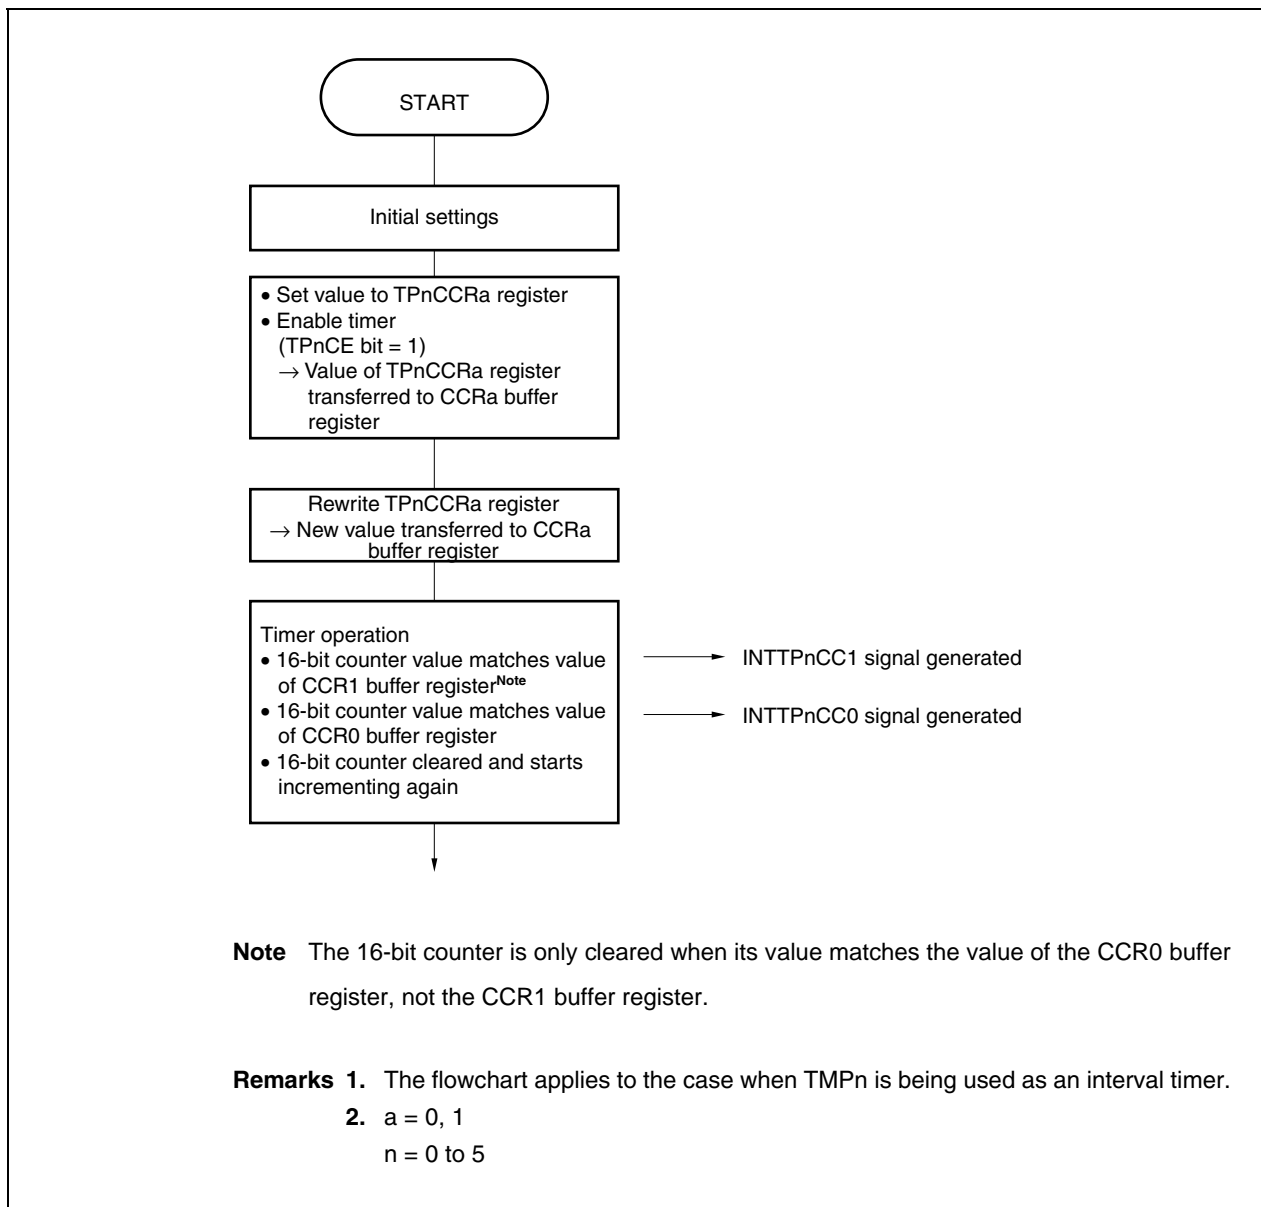 START
Initial settings
• Set value to TPnCCRa register
• Enable timer
(TPnCE bit = 1)
→ Value of TPnCCRa register
transferred to CCRa buffer
register
Rewrite TPnCCRa register
→ New value transferred to CCRa
buffer register
Timer operation
• 16-bit counter value matches value
of CCR1 buffer registerNote
• 16-bit counter value matches value
of CCR0 buffer register
• 16-bit counter cleared and starts
incrementing again
INTTPnCC1 signal generated
INTTPnCC0 signal generated
Note The 16-bit counter is only cleared when its value matches the value of the CCR0 buffer
register, not the CCR1 buffer register.
Remarks 1. The flowchart applies to the case when TMPn is being used as an interval timer.
2. a = 0, 1
n = 0 to 5